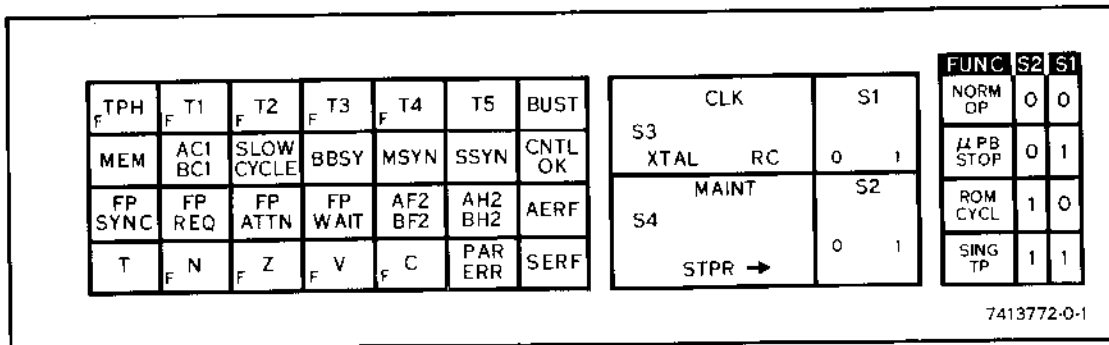 TPH T1 T2 T3 T4 T5 BUST
F F F F F
MEM AC1 SLOW BBSY MSYN SSYN CNTL
BC1 CYCLE OK
FP FP FP FP AF2 AH2 AERF
SYNC REQ ATTN WAIT BF2 BH2
T N Z V C PAR SERF
F F F F ERR
CLK
S3
XTAL RC
S1
0 1
MAINT
S4
STPR →
S2
0 1
FUNC S2 S1
NORM OP 0 0
μPB STOP 0 1
ROM CYCL 1 0
SING TP 1 1
7413772-0-1